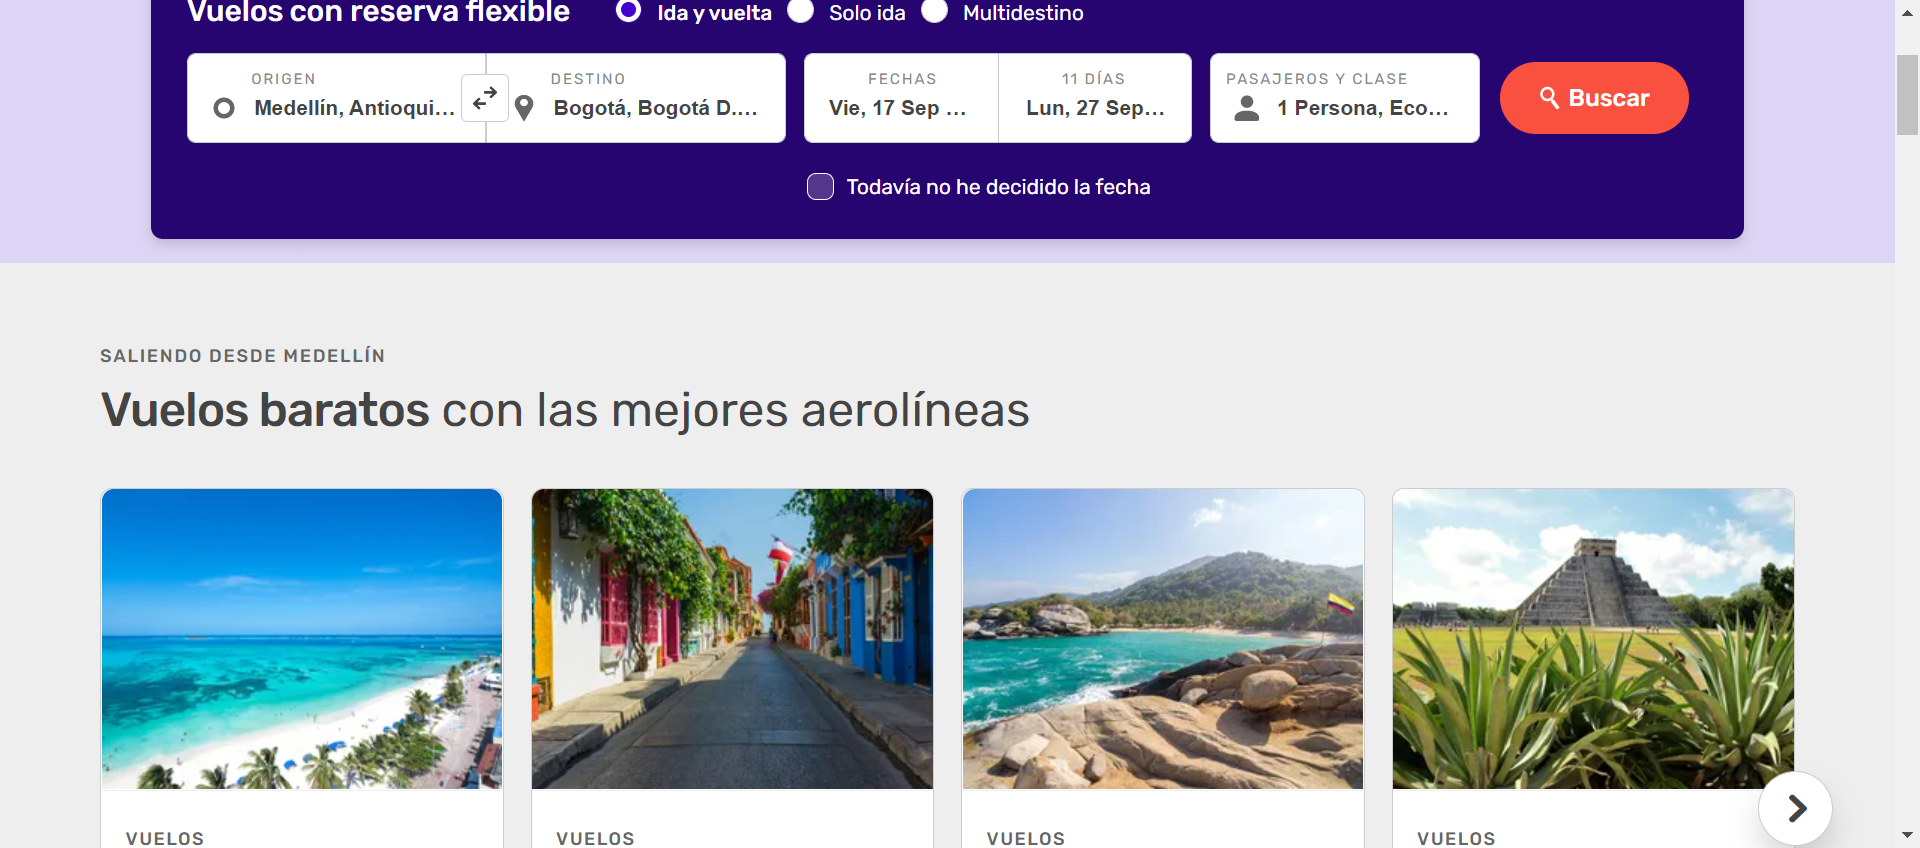 Vuelos con reserva flexible Ida y vuelta Solo ida Multidestino
ORIGEN DESTINO FECHAS 11 DÍAS PASAJEROS Y CLASE
Medellín, Antioqui... Bogotá, Bogotá D.... Vie, 17 Sep ... Lun, 27 Sep... 1 Persona, Eco... Buscar
Todavía no he decidido la fecha
SALIENDO DESDE MEDELLÍN
Vuelos baratos con las mejores aerolíneas
VUELOS VUELOS VUELOS VUELOS